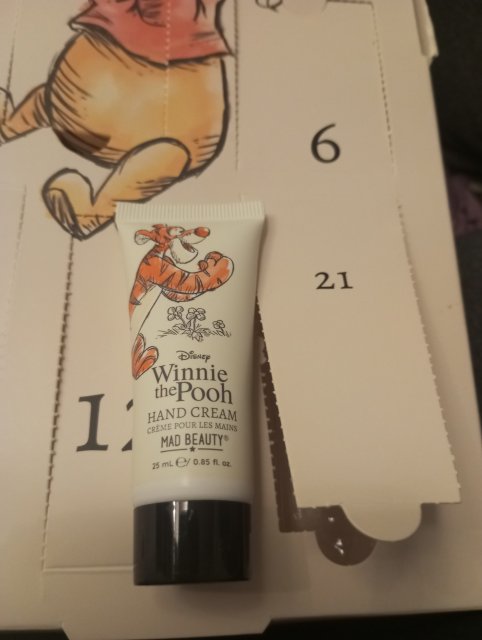 6
21
Disney
Winnie
the Pooh
HAND CREAM
CRÈME POUR LES MAINS
MAD BEAUTY®
25 mL ℮ / 0.85 fl. oz.